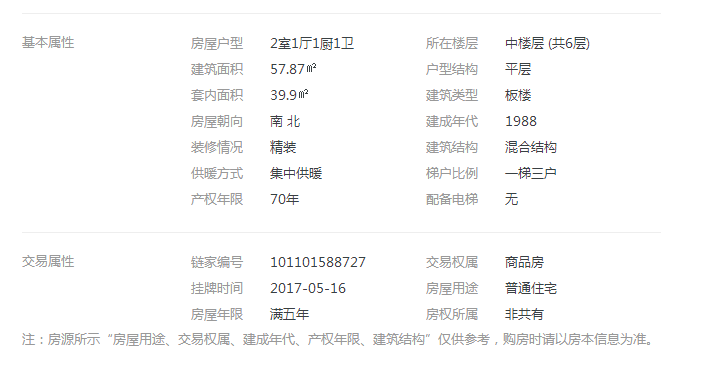 基本属性 房屋户型 2室1厅1厨1卫 所在楼层 中楼层 (共6层)
建筑面积 57.87㎡ 户型结构 平层
套内面积 39.9㎡ 建筑类型 板楼
房屋朝向 南 北 建成年代 1988
装修情况 精装 建筑结构 混合结构
供暖方式 集中供暖 梯户比例 一梯三户
产权年限 70年 配备电梯 无
交易属性 链家编号 101101588727 交易权属 商品房
挂牌时间 2017-05-16 房屋用途 普通住宅
房屋年限 满五年 房权所属 非共有
注：房源所示“房屋用途、交易权属、建成年代、产权年限、建筑结构”仅供参考，购房时请以房本信息为准。